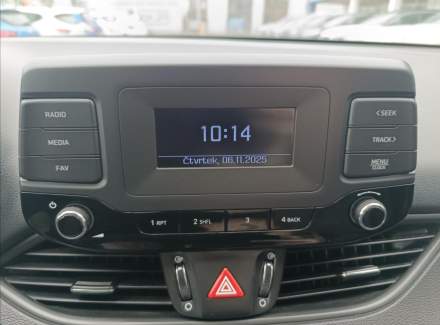 RADIO
MEDIA
FAV
10:14
čtvrtek, 06.11.2025
<SEEK
TRACK>
MENU
CLOCK
1 RPT
2 SHFL
3
4 BACK